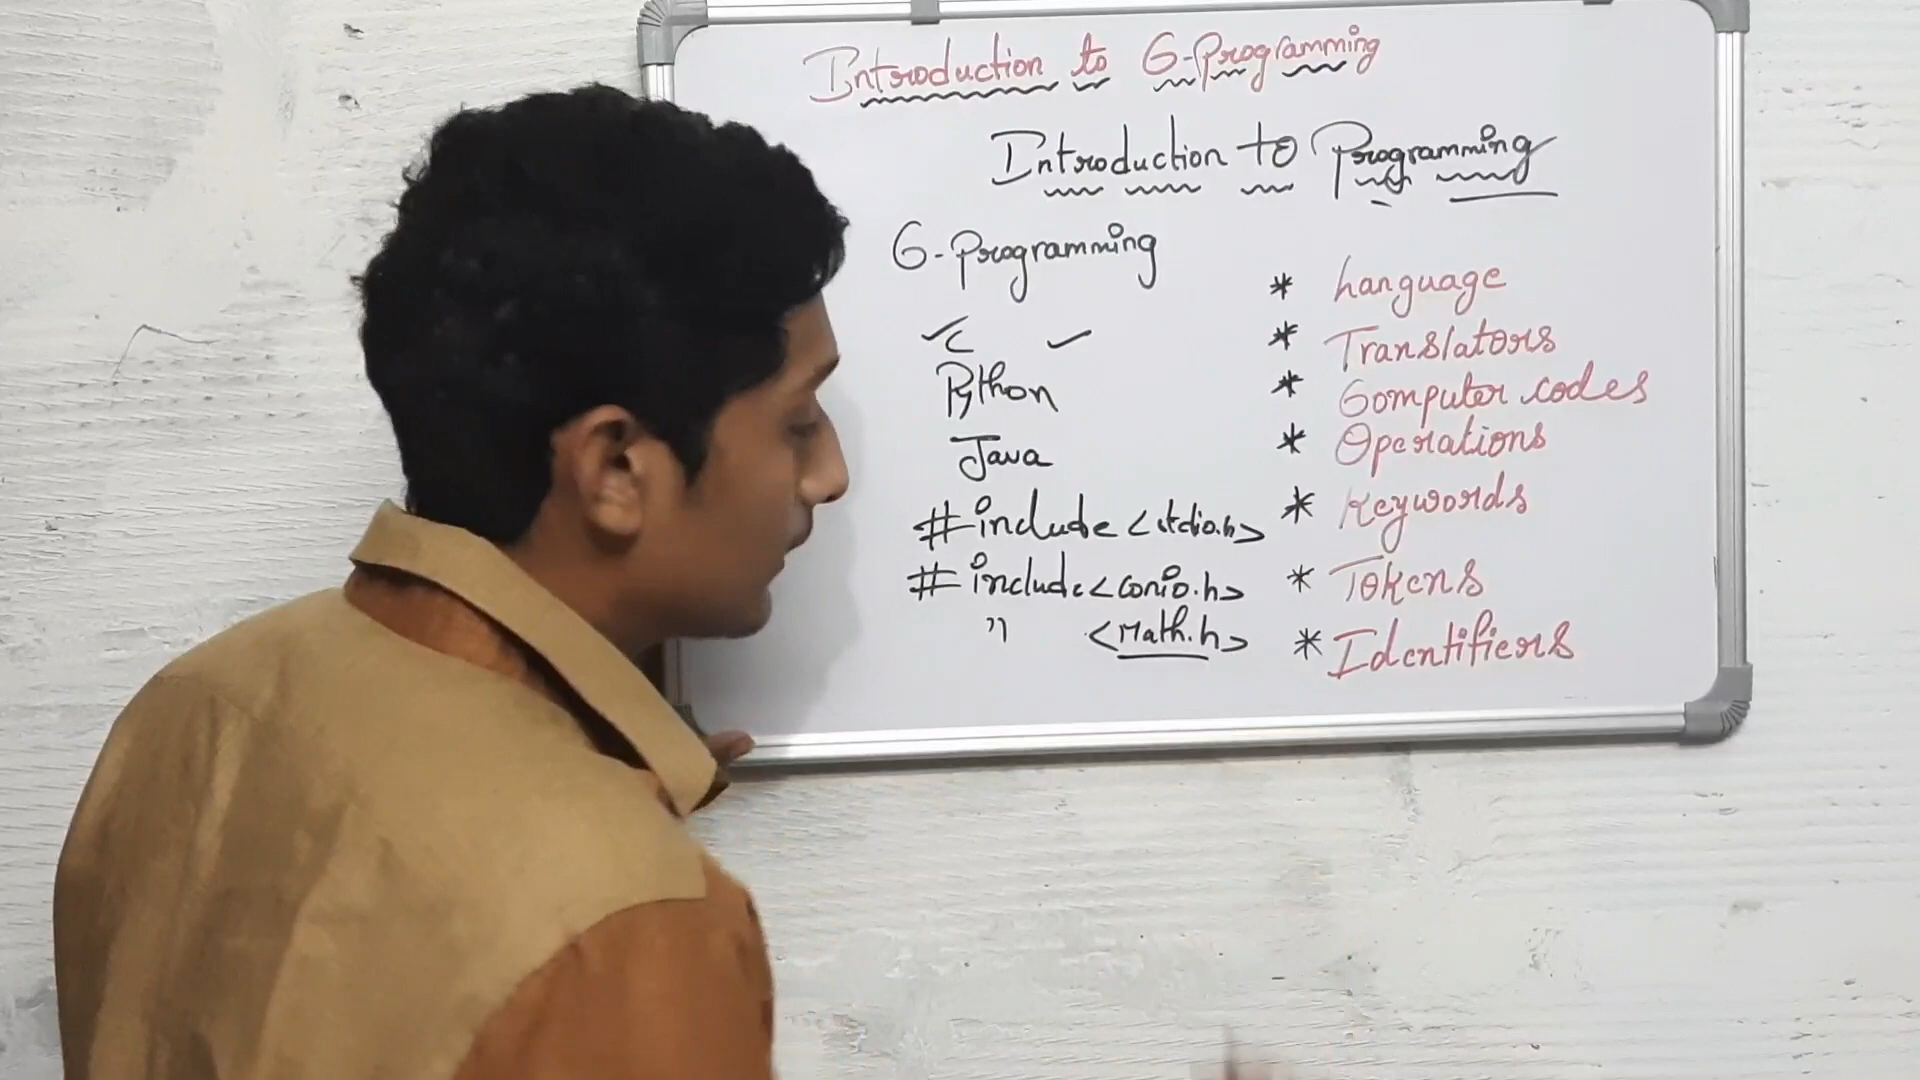 Introduction to C-Programming
Introduction to Programming
C-Programming
C
Python
Java
#include <stdio.h>
#include <conio.h>
" <Math.h>
* Language
* Translators
* Computer codes
* Operations
* Keywords
* Tokens
* Identifiers